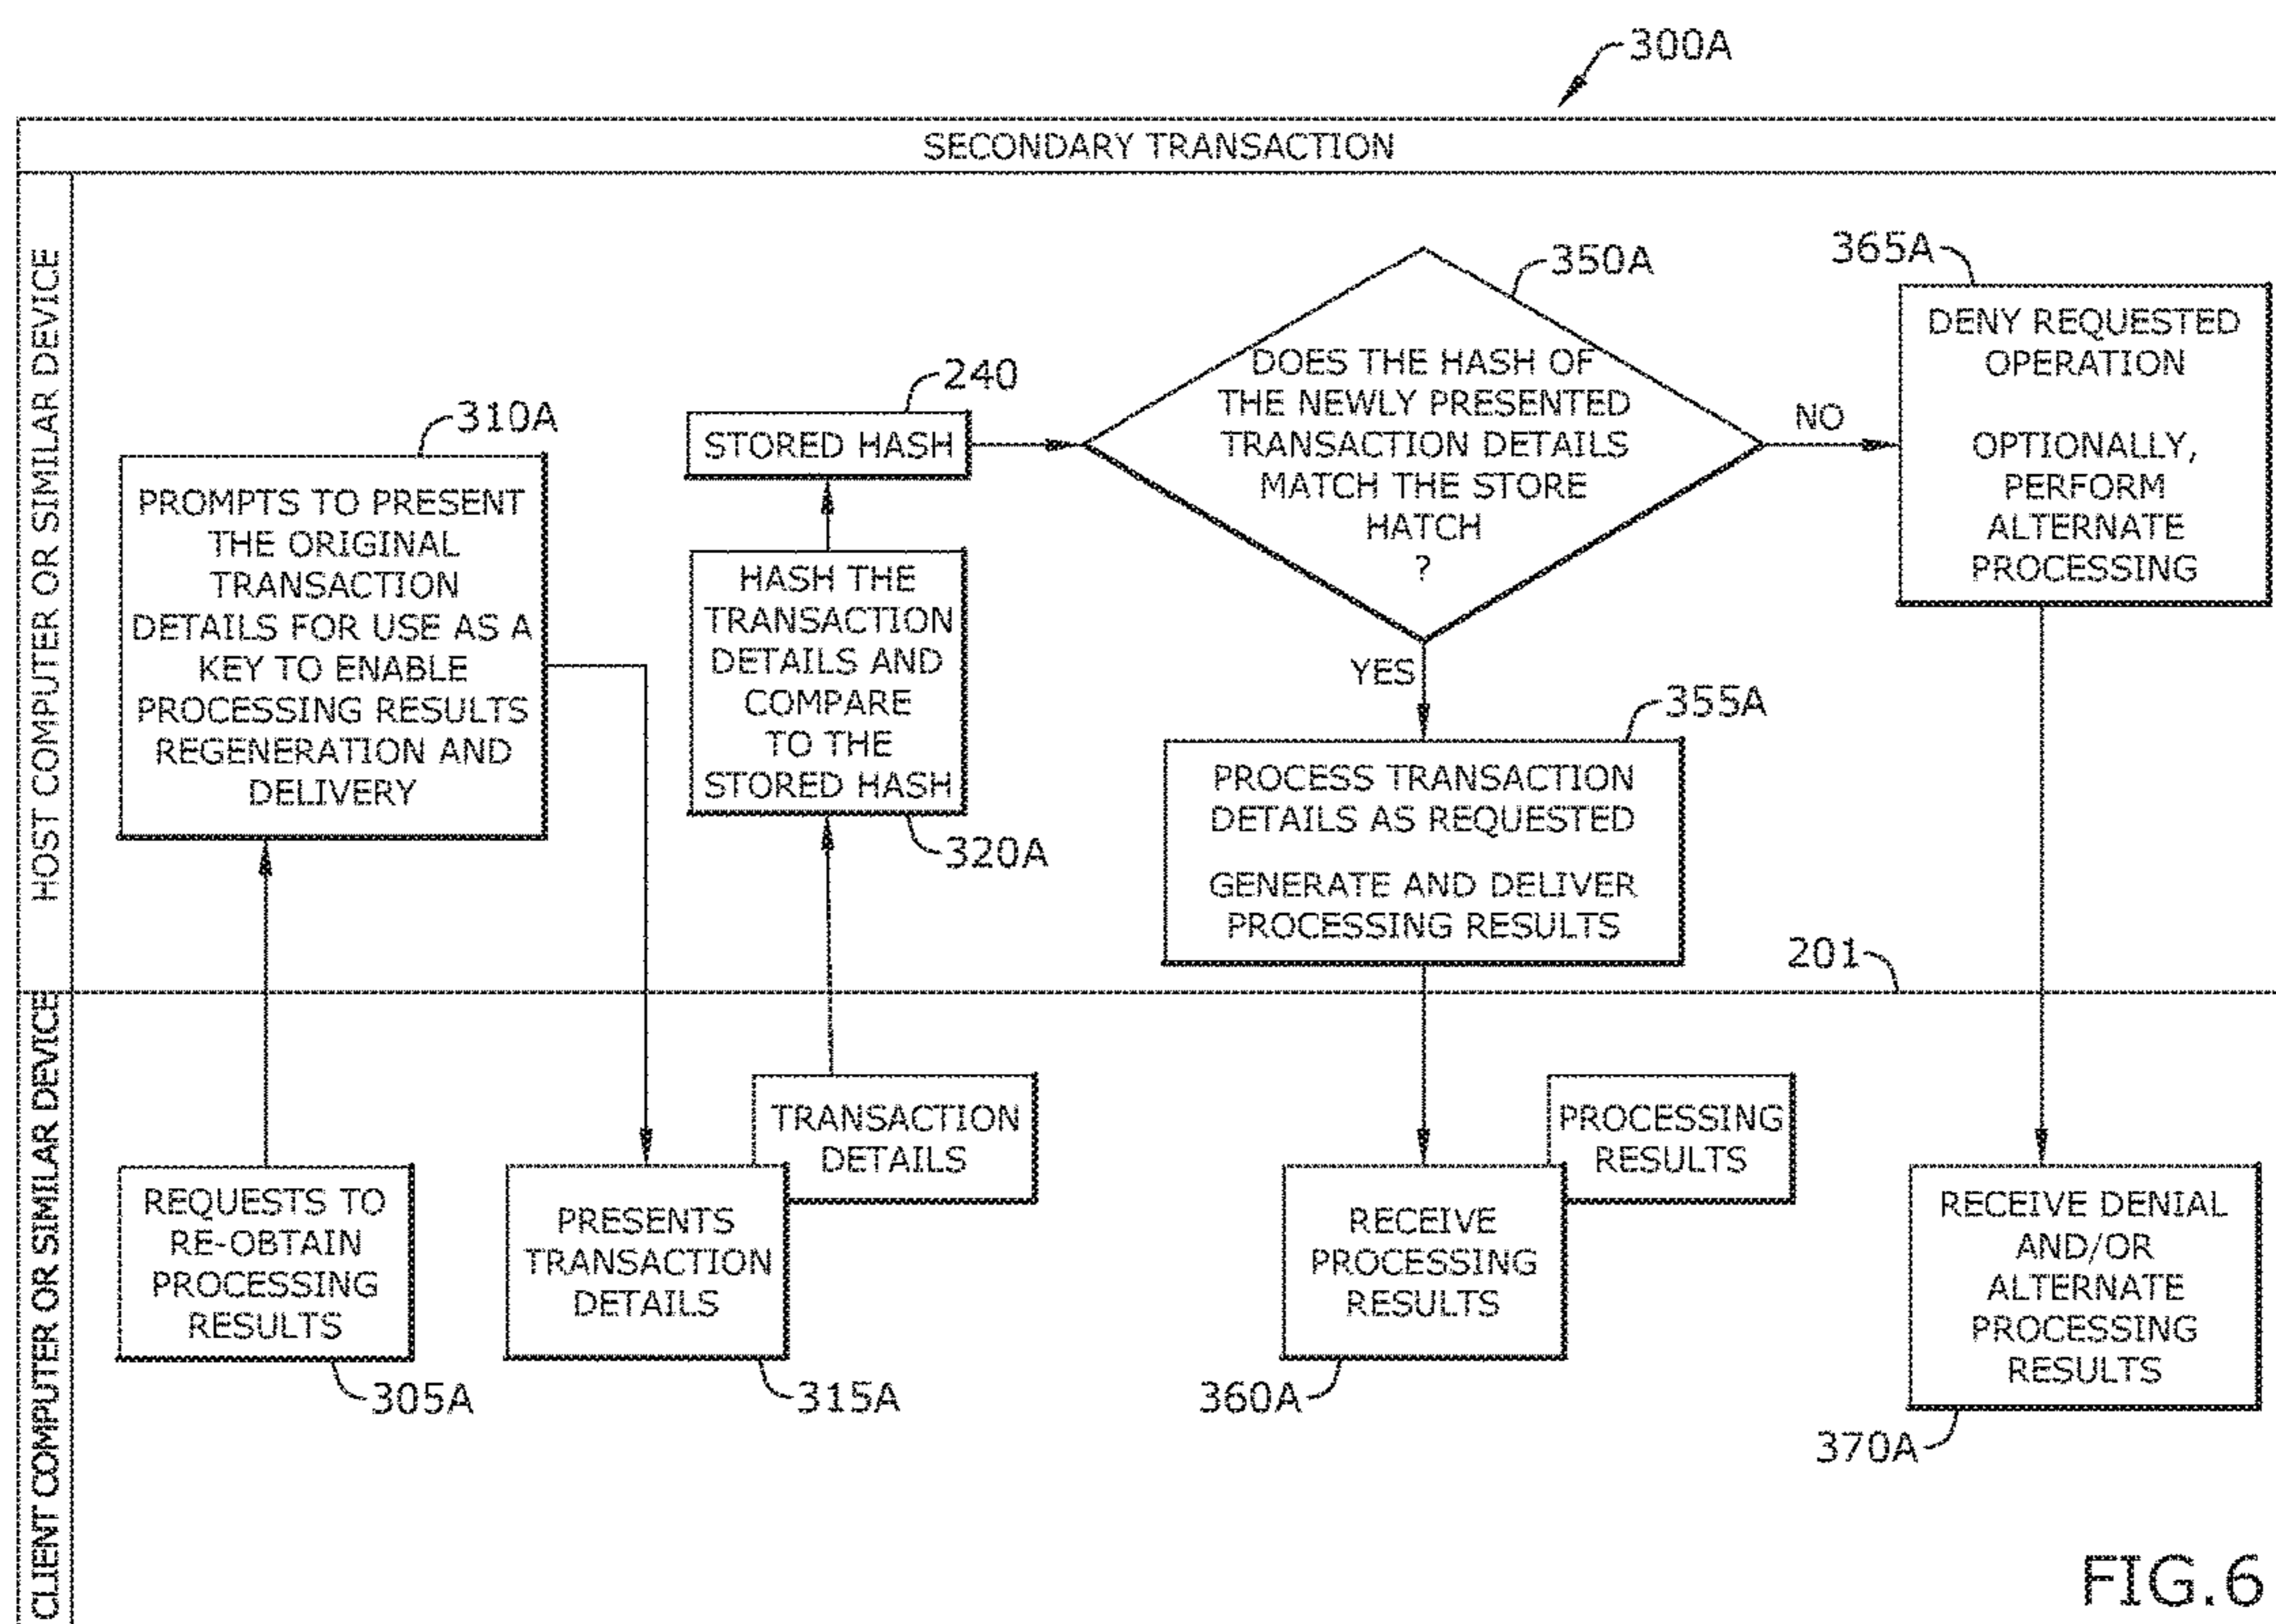 300A
SECONDARY TRANSACTION
HOST COMPUTER OR SIMILAR DEVICE
310A
PROMPTS TO PRESENT
THE ORIGINAL
TRANSACTION
DETAILS FOR USE AS A
KEY TO ENABLE
PROCESSING RESULTS
REGENERATION AND
DELIVERY
240
STORED HASH
HASH THE
TRANSACTION
DETAILS AND
COMPARE
TO THE
STORED HASH
320A
350A
DOES THE HASH OF
THE NEWLY PRESENTED
TRANSACTION DETAILS
MATCH THE STORE
HATCH
?
NO
YES
365A
DENY REQUESTED
OPERATION
OPTIONALLY,
PERFORM
ALTERNATE
PROCESSING
355A
PROCESS TRANSACTION
DETAILS AS REQUESTED
GENERATE AND DELIVER
PROCESSING RESULTS
201
CLIENT COMPUTER OR SIMILAR DEVICE
REQUESTS TO
RE-OBTAIN
PROCESSING
RESULTS
305A
TRANSACTION
DETAILS
PRESENTS
TRANSACTION
DETAILS
315A
PROCESSING
RESULTS
RECEIVE
PROCESSING
RESULTS
360A
RECEIVE DENIAL
AND/OR
ALTERNATE
PROCESSING
RESULTS
370A
FIG.6